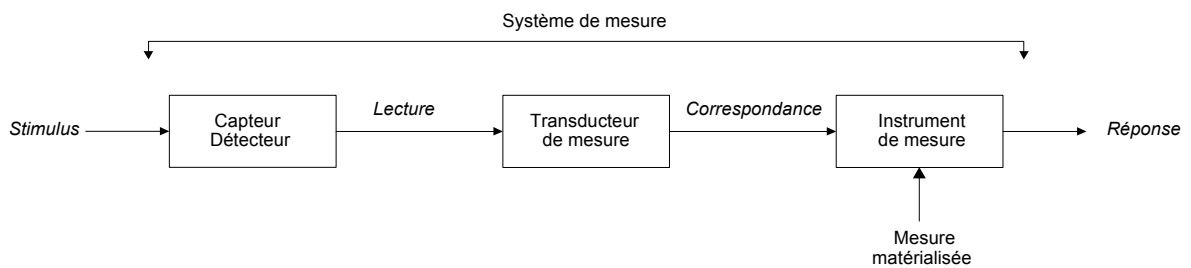 Système de mesure
Stimulus
Capteur
Détecteur
Lecture
Transducteur
de mesure
Correspondance
Instrument
de mesure
Réponse
Mesure
matérialisée